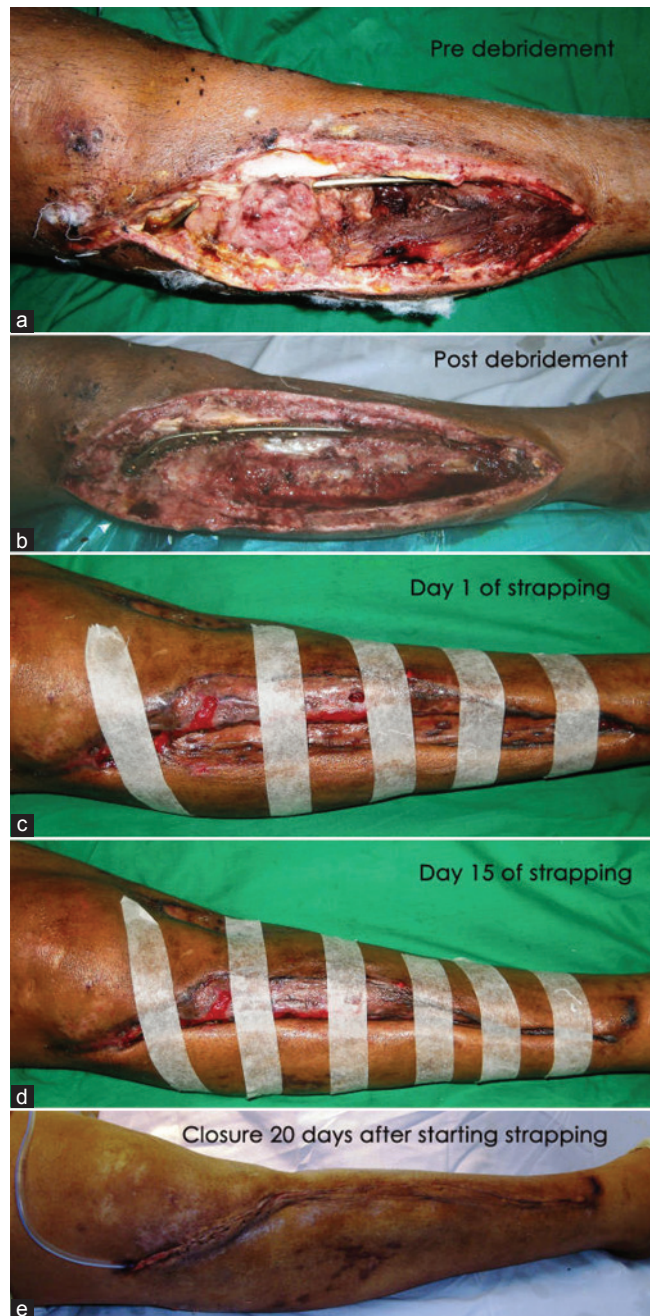 Pre debridement
a
Post debridement
b
Day 1 of strapping
c
Day 15 of strapping
d
Closure 20 days after starting strapping
e